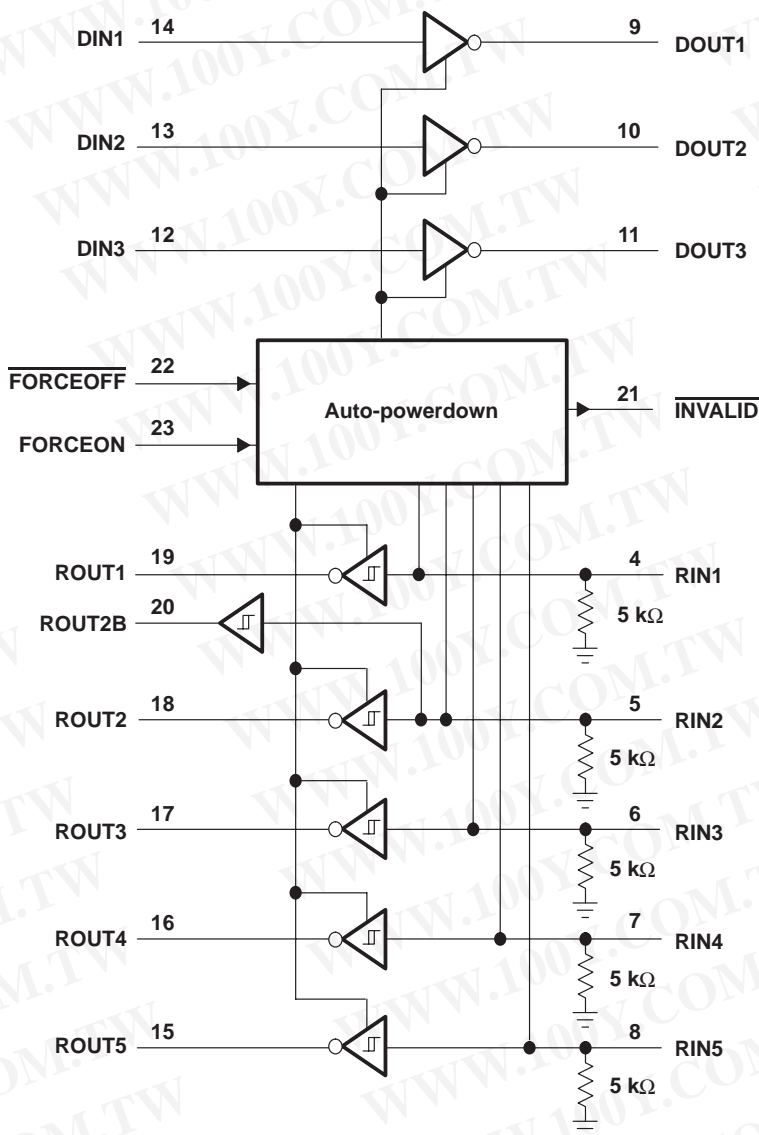 DIN1 14 9 DOUT1
DIN2 13 10 DOUT2
DIN3 12 11 DOUT3
FORCEOFF 22
Auto-powerdown
21 INVALID
FORCEON 23
ROUT1 19 4 RIN1
5 kΩ
ROUT2B 20
ROUT2 18 5 RIN2
5 kΩ
ROUT3 17 6 RIN3
5 kΩ
ROUT4 16 7 RIN4
5 kΩ
ROUT5 15 8 RIN5
5 kΩ
WWW.100Y.COM.TW